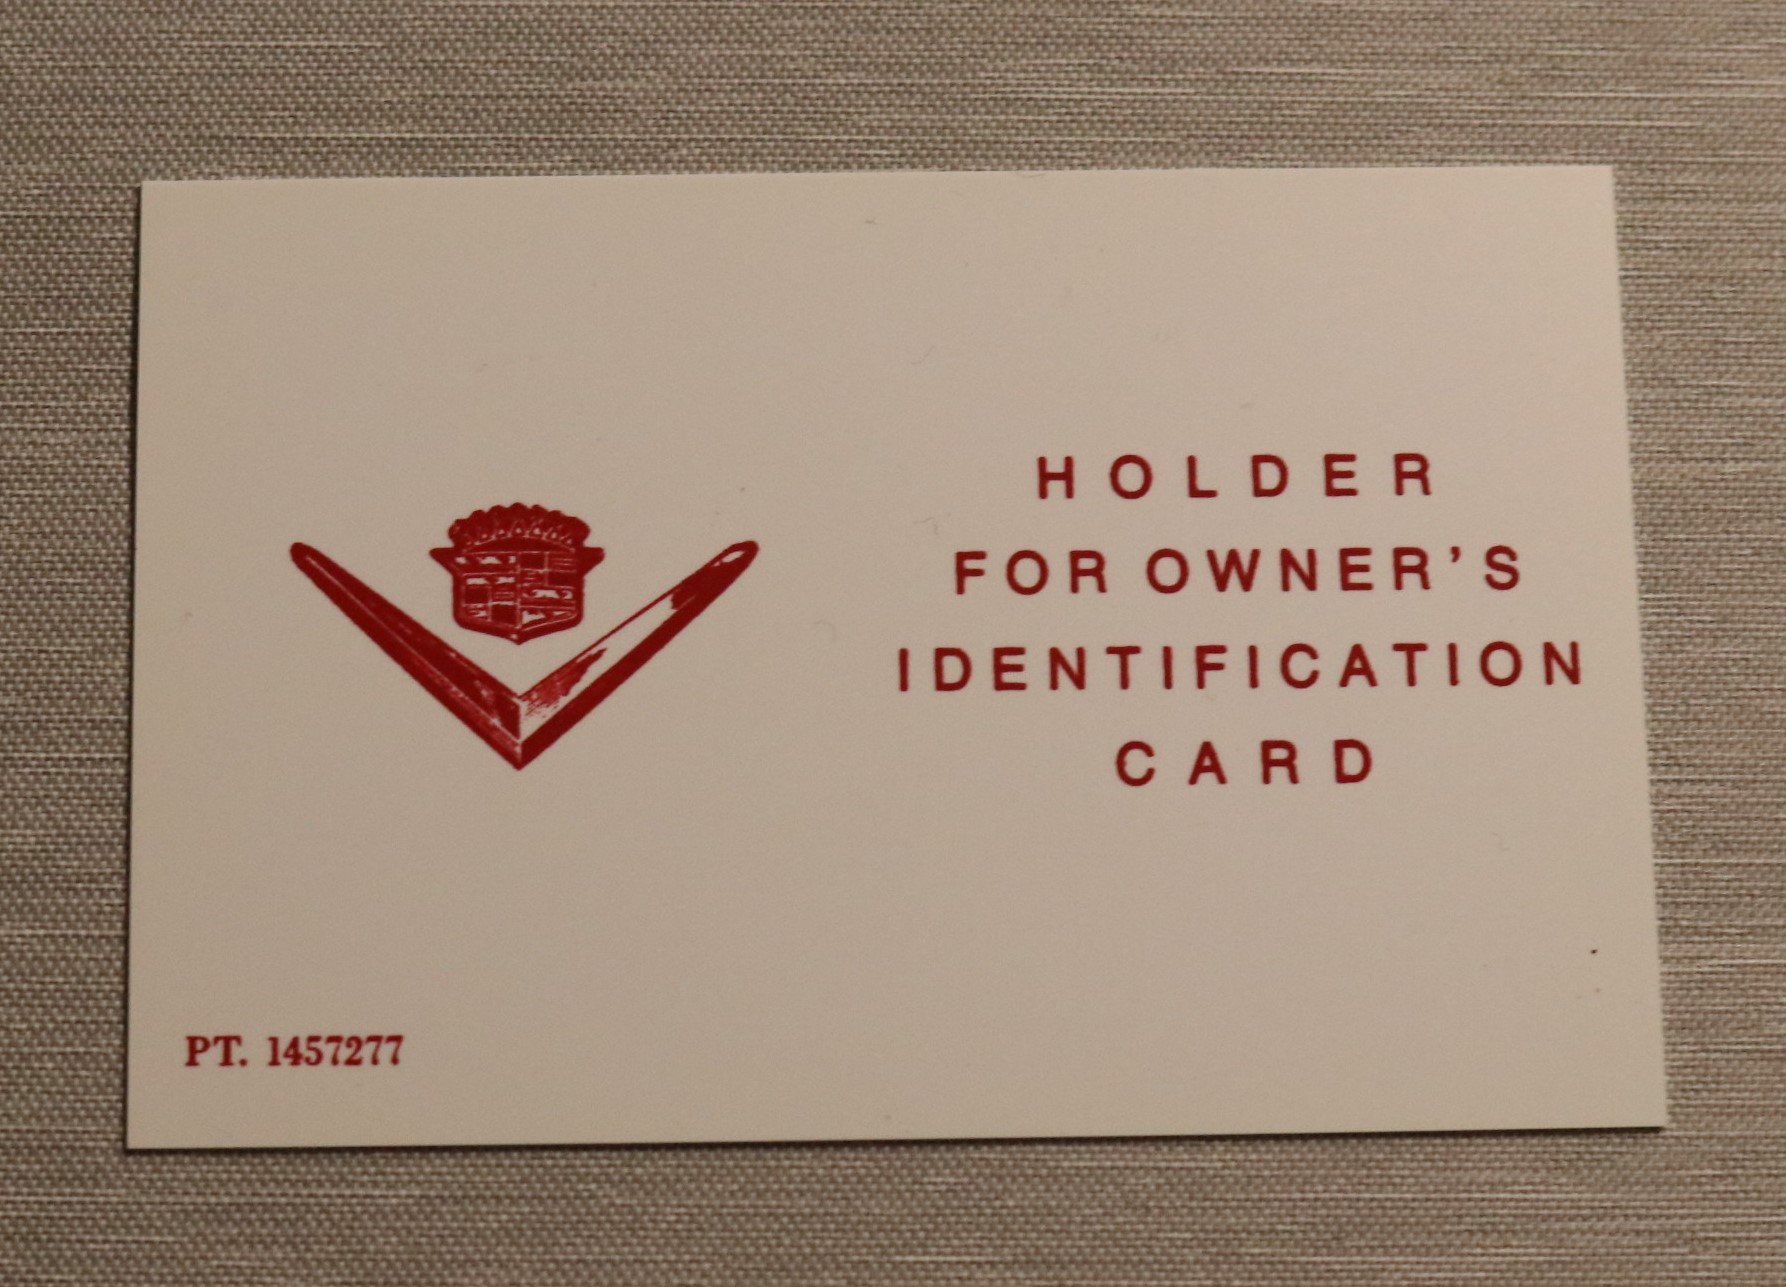 HOLDER
FOR OWNER'S
IDENTIFICATION
CARD
PT. 1457277